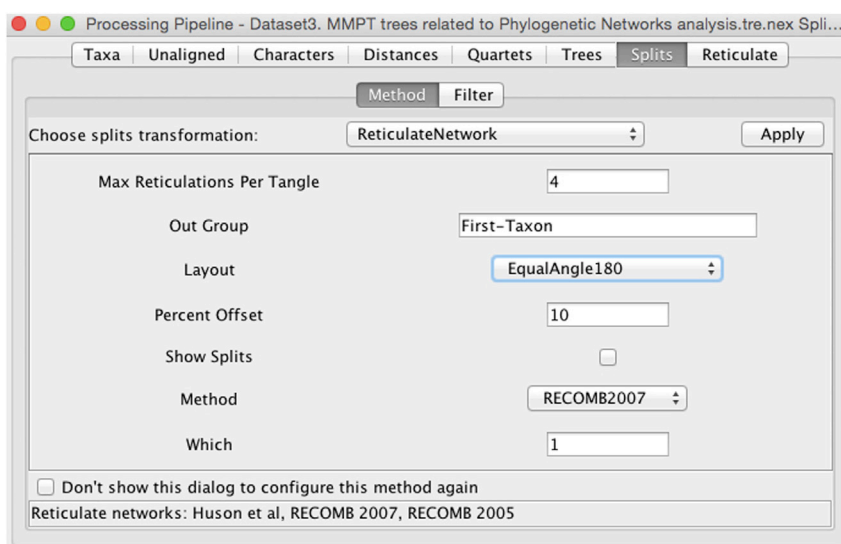 Processing Pipeline - Dataset3. MMPT trees related to Phylogenetic Networks analysis.tre.nex Spli...
Taxa Unaligned Characters Distances Quartets Trees Splits Reticulate
Method Filter
Choose splits transformation: ReticulateNetwork Apply
Max Reticulations Per Tangle 4
Out Group First-Taxon
Layout EqualAngle180
Percent Offset 10
Show Splits
Method RECOMB2007
Which 1
Don't show this dialog to configure this method again
Reticulate networks: Huson et al, RECOMB 2007, RECOMB 2005